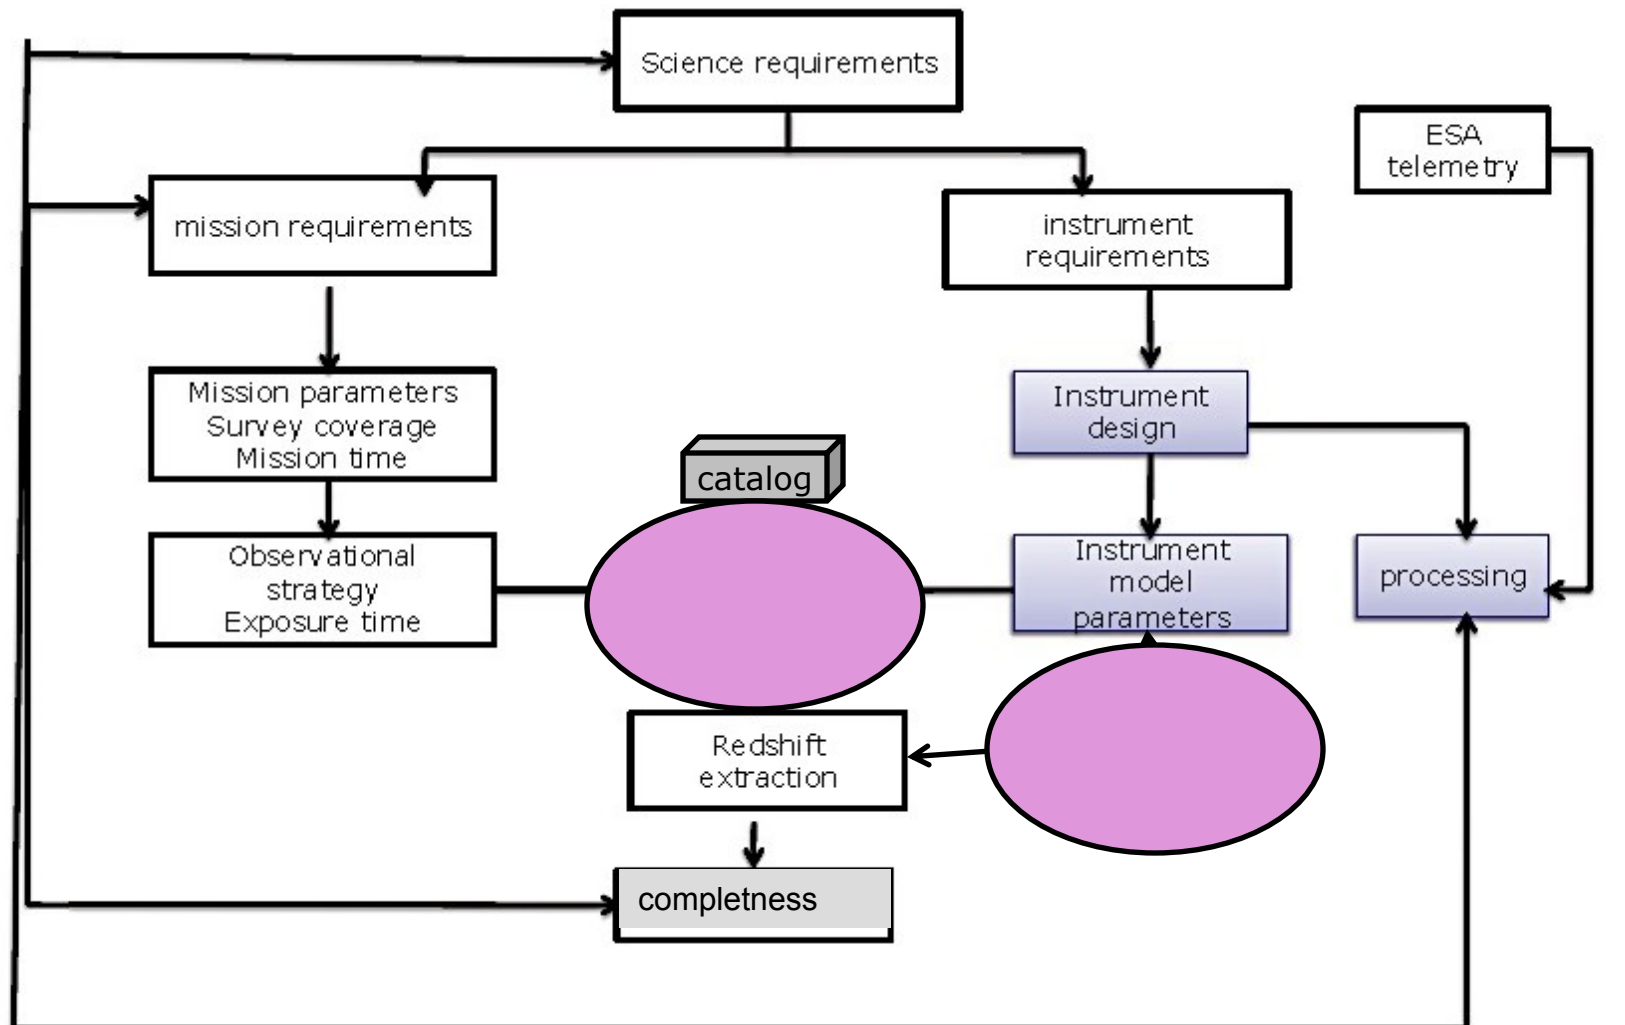 Science requirements
ESA
telemetry
mission requirements
instrument
requirements
Mission parameters
Survey coverage
Mission time
Instrument
design
catalog
Observational
strategy
Exposure time
Instrument
model
parameters
processing
Redshift
extraction
completness